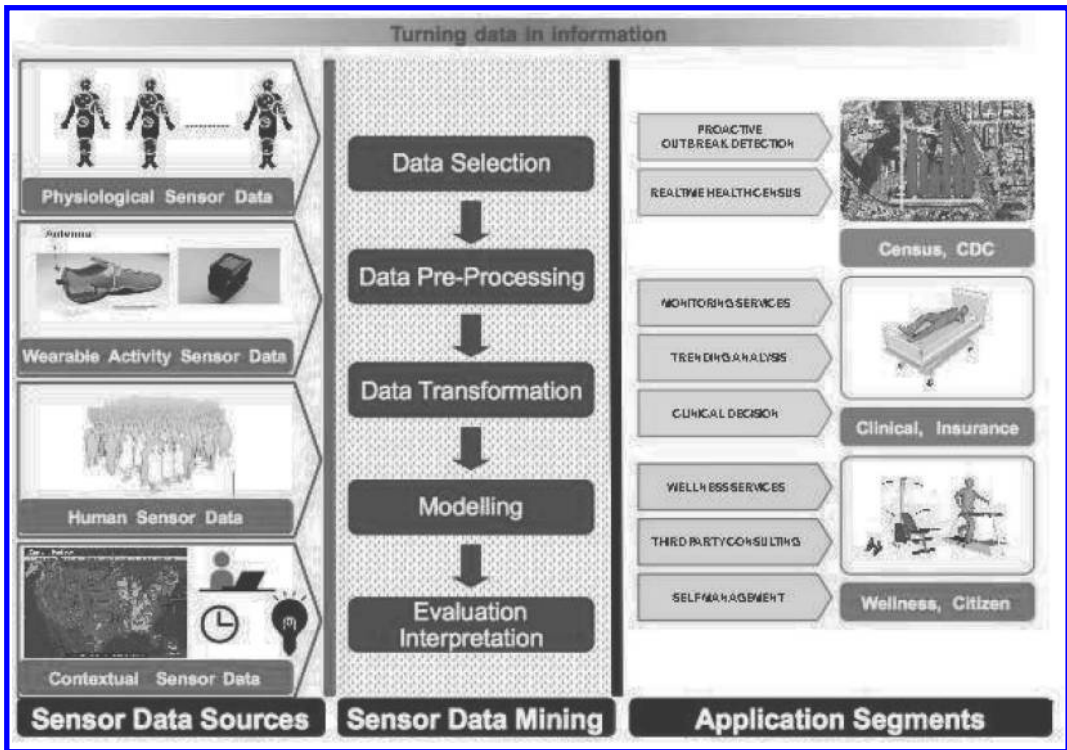 Turning data in information
Physiological Sensor Data
Antenna
Wearable Activity Sensor Data
Human Sensor Data
Contextual Sensor Data
Sensor Data Sources
Data Selection
Data Pre-Processing
Data Transformation
Modelling
Evaluation
Interpretation
Sensor Data Mining
PROACTIVE
OUTBREAK DETECTION
REALTIME HEALTH CENSUS
Census, CDC
MONITORING SERVICES
TRENDING ANALYSIS
CLINICAL DECISION
Clinical, Insurance
WELLNESS SERVICES
THIRD PARTY CONSULTING
SELF MANAGEMENT
Wellness, Citizen
Application Segments